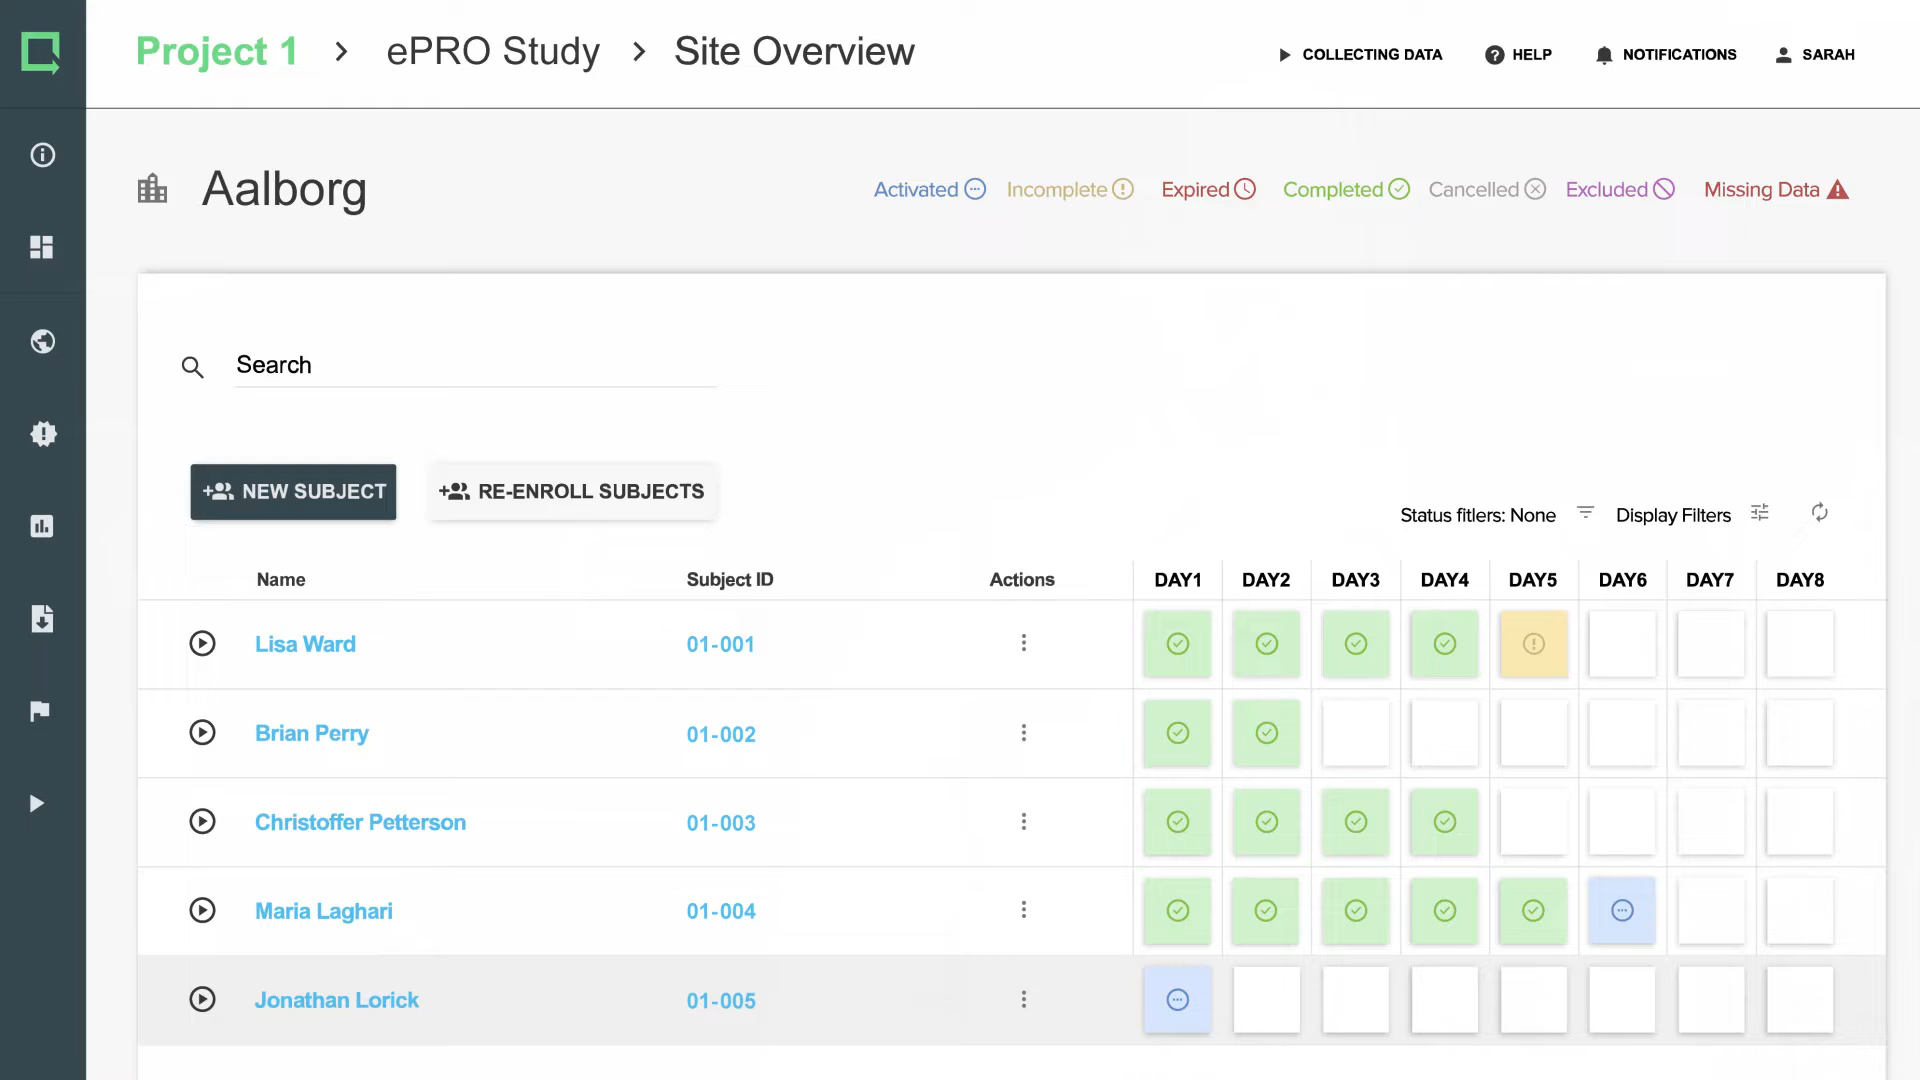 Project 1 > ePRO Study > Site Overview
COLLECTING DATA HELP NOTIFICATIONS SARAH
Aalborg
Activated Incomplete Expired Completed Cancelled Excluded Missing Data
Search
NEW SUBJECT RE-ENROLL SUBJECTS
Status fitlers: None Display Filters
Name Subject ID Actions DAY1 DAY2 DAY3 DAY4 DAY5 DAY6 DAY7 DAY8
Lisa Ward 01-001
Brian Perry 01-002
Christoffer Petterson 01-003
Maria Laghari 01-004
Jonathan Lorick 01-005